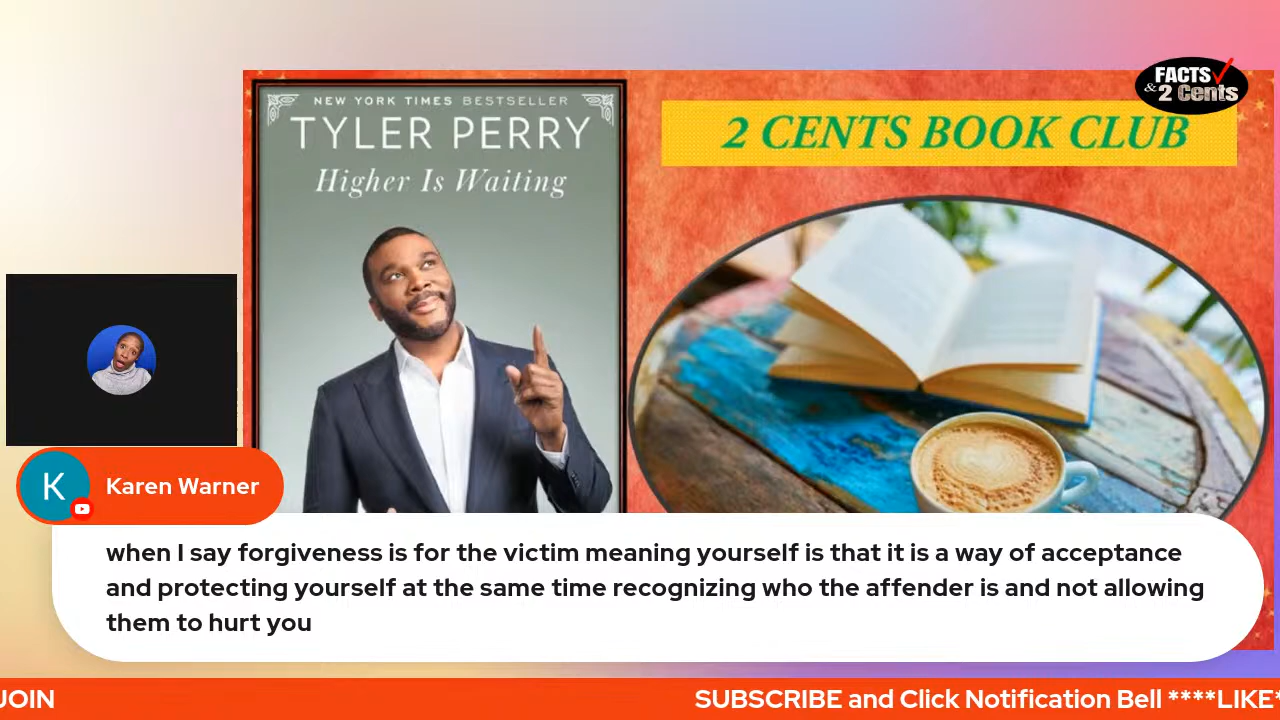 FACTS
& 2 Cents
NEW YORK TIMES BESTSELLER
TYLER PERRY
Higher Is Waiting
2 CENTS BOOK CLUB
K
Karen Warner
when I say forgiveness is for the victim meaning yourself is that it is a way of acceptance
and protecting yourself at the same time recognizing who the affender is and not allowing
them to hurt you
JOIN
SUBSCRIBE and Click Notification Bell ****LIKE*